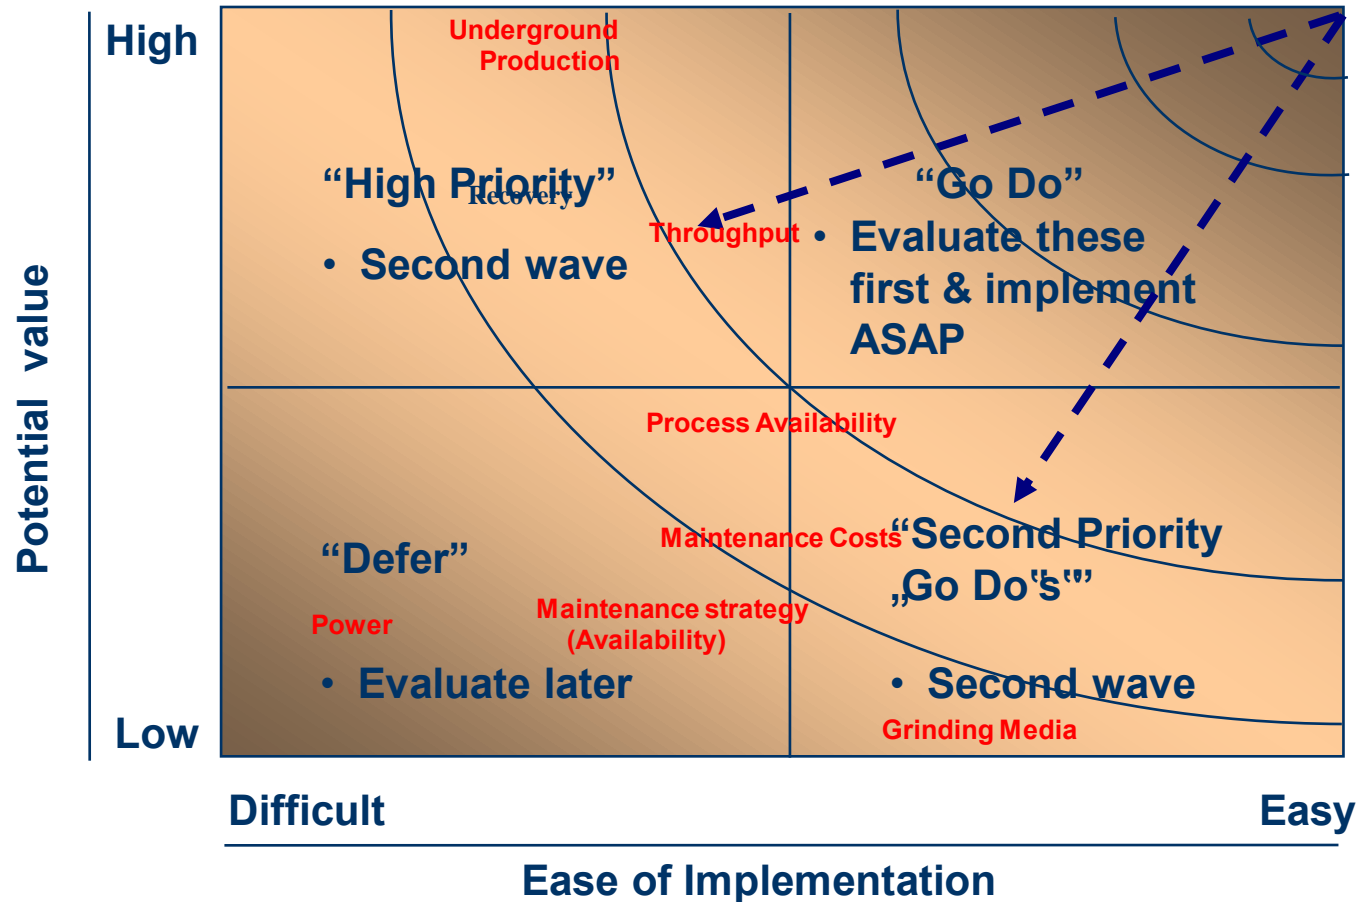 High
Underground
Production
“High Priority”
Recovery
• Second wave
Throughput
“Go Do”
• Evaluate these
first & implement
ASAP
Potential value
Process Availability
Maintenance Costs
“Defer”
Power
Maintenance strategy
(Availability)
• Evaluate later
“Second Priority
„Go Do‟s‟”
• Second wave
Grinding Media
Low
Difficult
Easy
Ease of Implementation